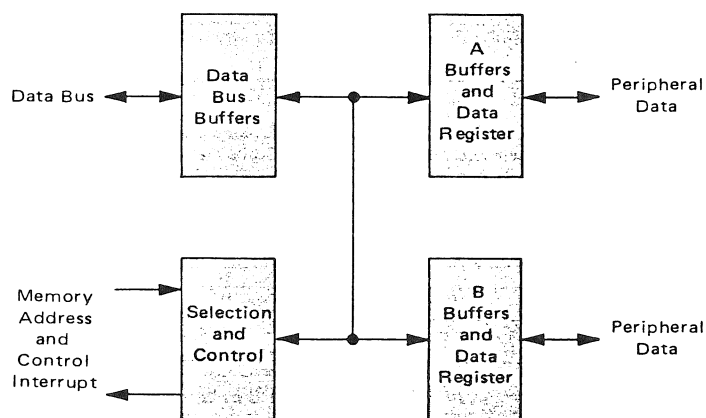 Data Bus
Data
Bus
Buffers
A
Buffers
and
Data
Register
Peripheral
Data
Memory
Address
and
Control
Interrupt
Selection
and
Control
B
Buffers
and
Data
Register
Peripheral
Data